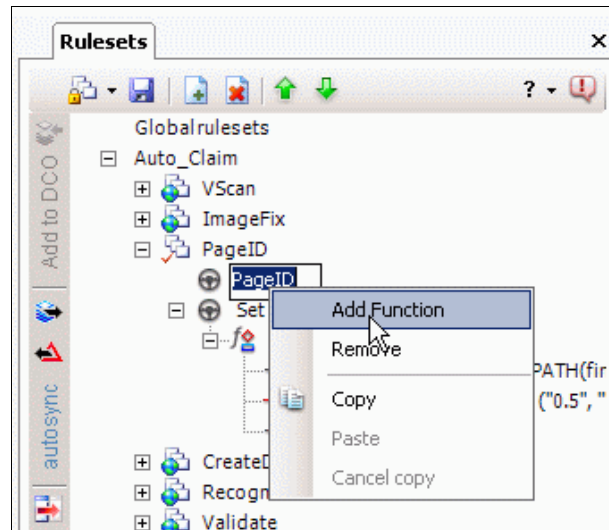 Rulesets
?
Globalrulesets
Auto_Claim
VScan
ImageFix
PageID
PageID
Set
Add Function
Remove
PATH(fir
Copy
("0.5", "
Paste
Cancel copy
Recogn
Validate
Add to DCO
autosync